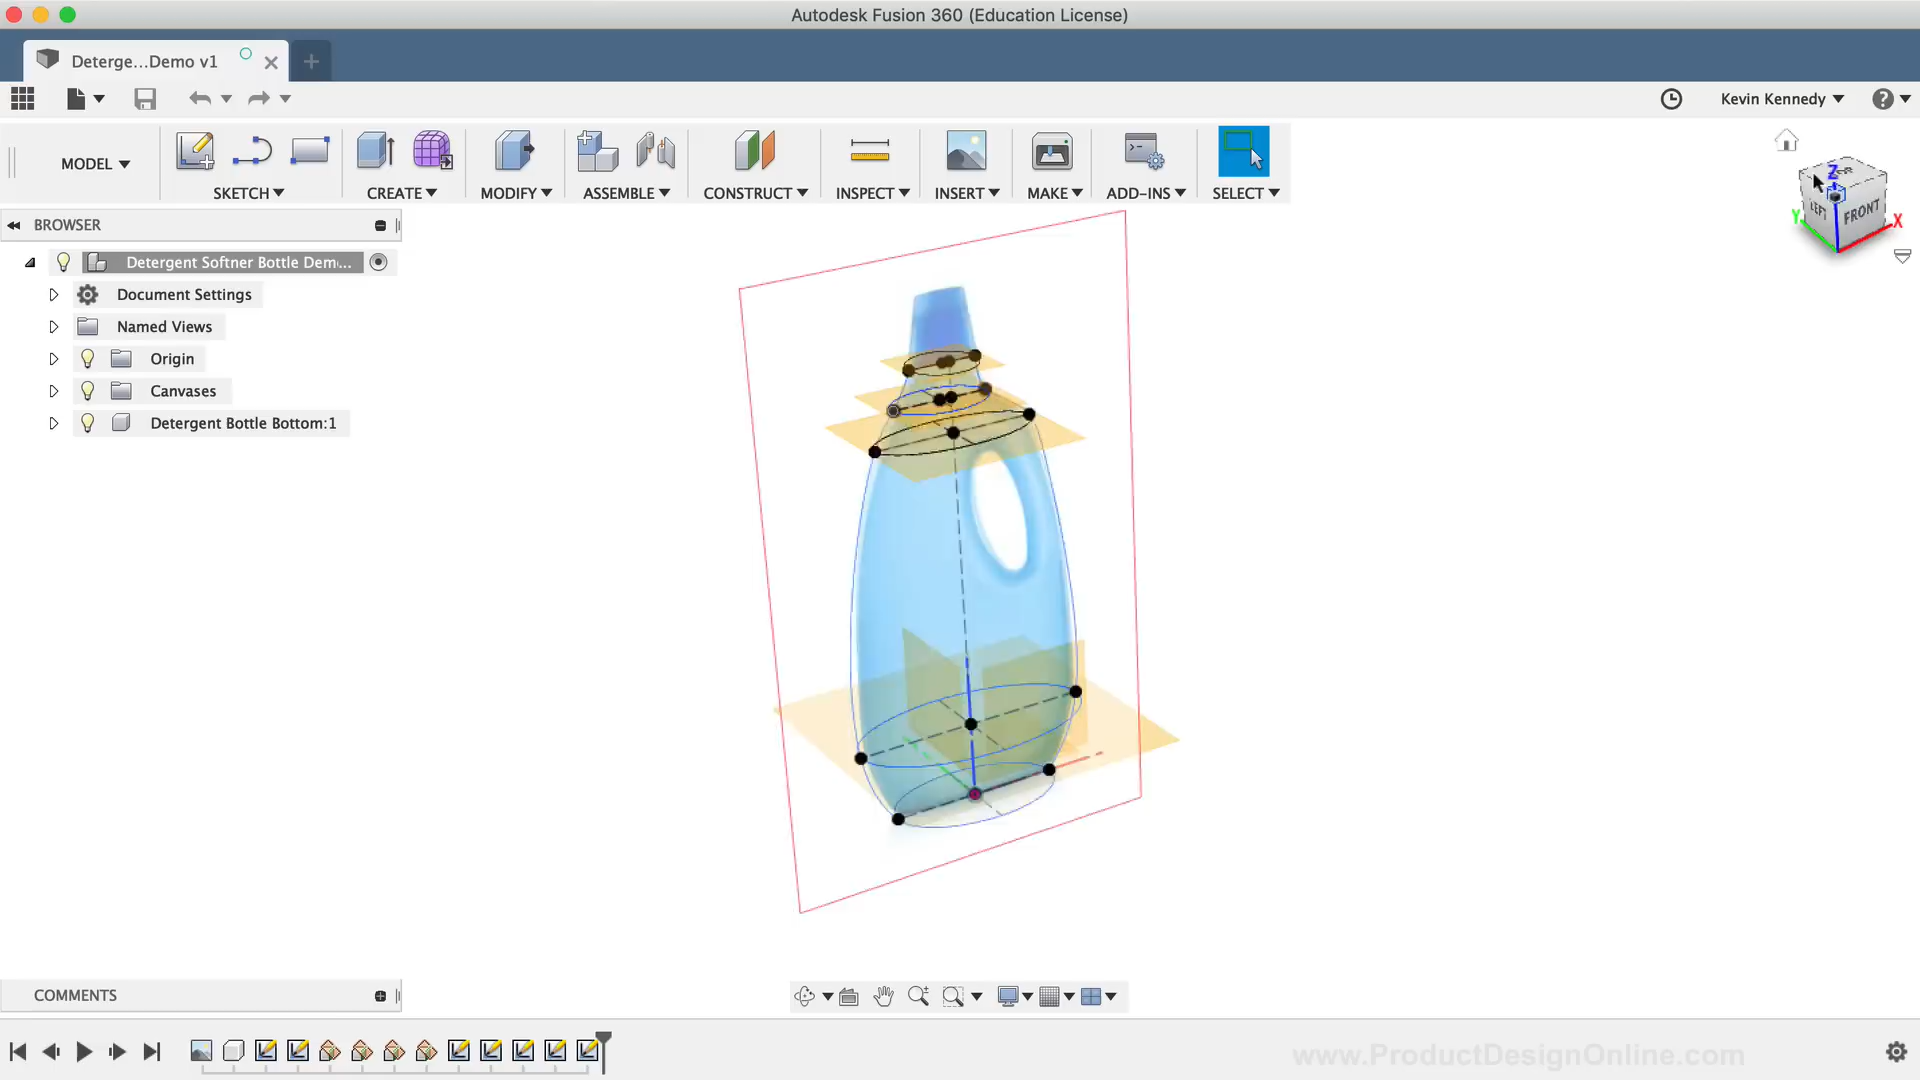 Autodesk Fusion 360 (Education License)
Deterge...Demo v1
Kevin Kennedy
MODEL
SKETCH
CREATE
MODIFY
ASSEMBLE
CONSTRUCT
INSPECT
INSERT
MAKE
ADD-INS
SELECT
Z
LEFT
FRONT
Y
X
BROWSER
Detergent Softner Bottle Dem...
Document Settings
Named Views
Origin
Canvases
Detergent Bottle Bottom:1
COMMENTS
www.ProductDesignOnline.com